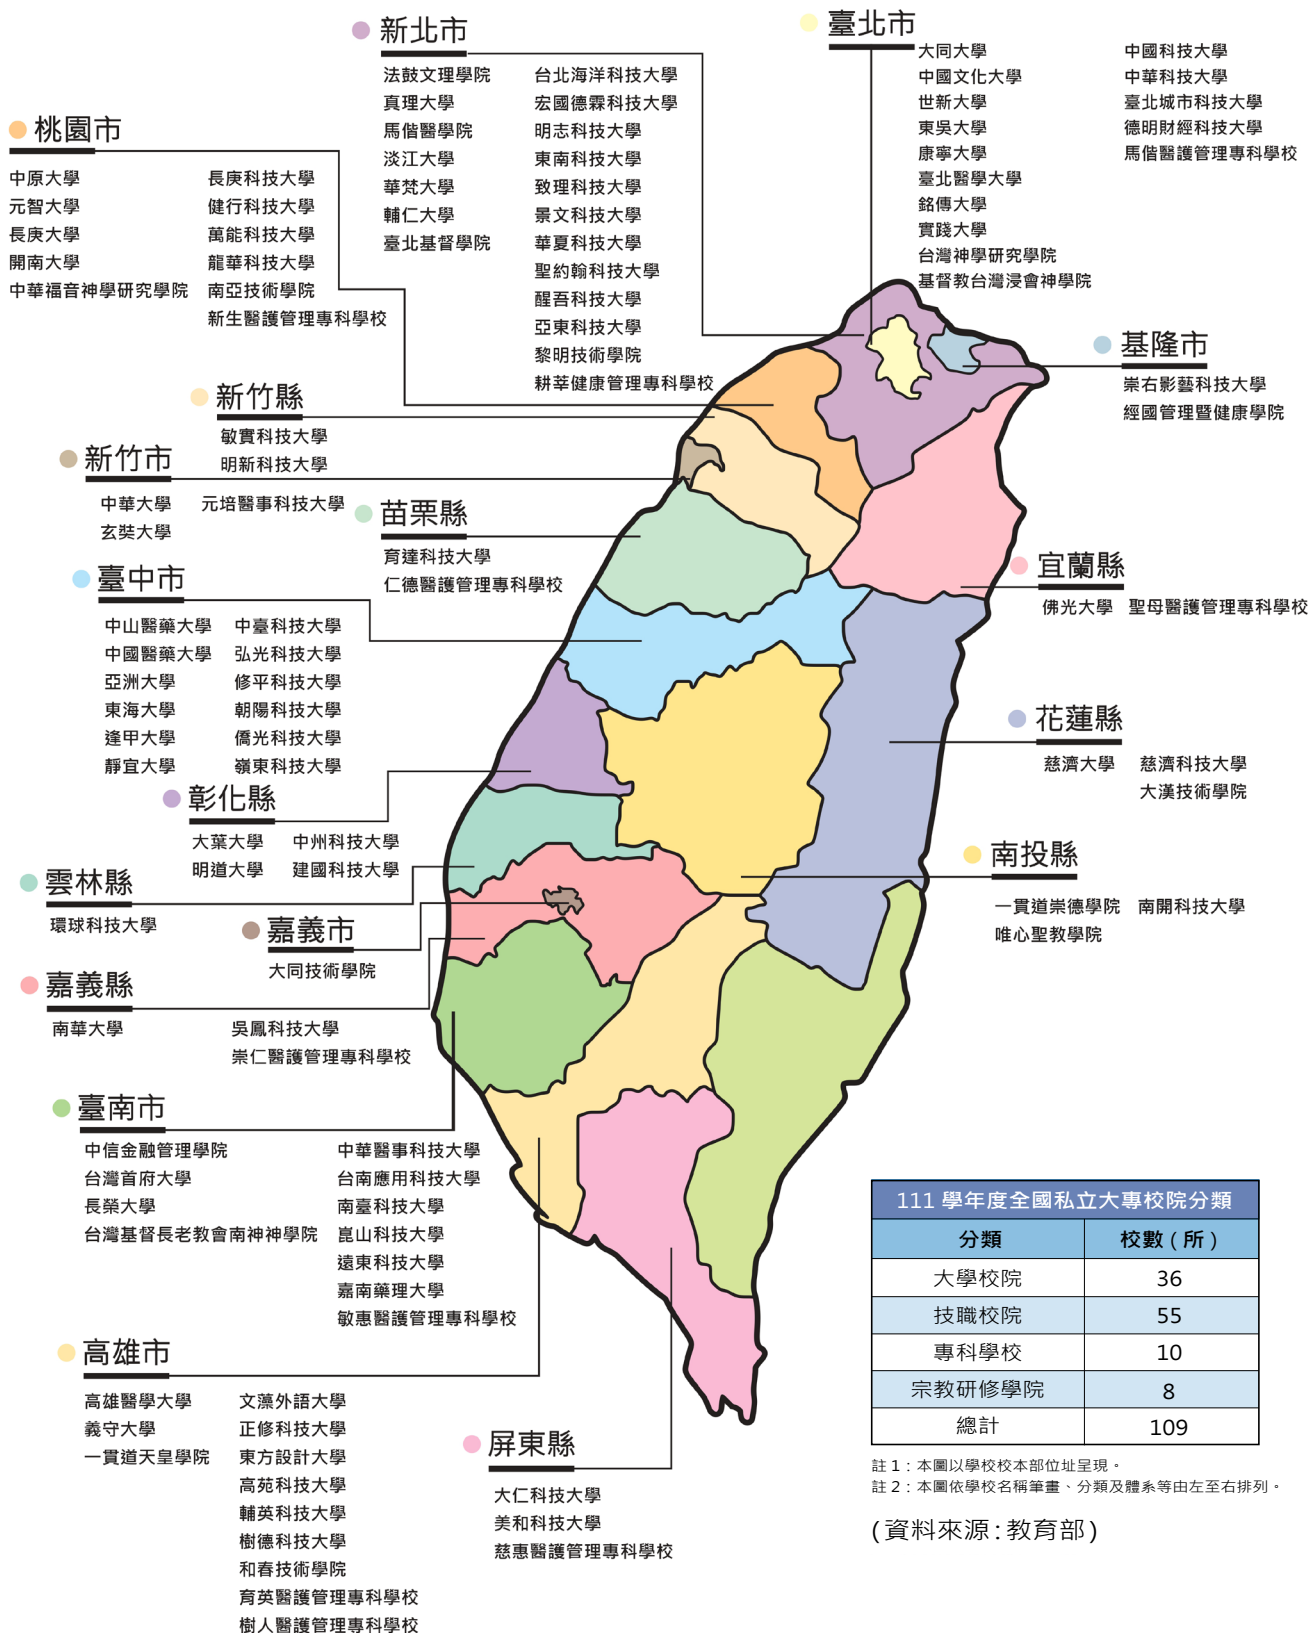 新北市
法鼓文理學院
真理大學
馬偕醫學院
淡江大學
華梵大學
輔仁大學
臺北基督學院
台北海洋科技大學
宏國德霖科技大學
明志科技大學
東南科技大學
致理科技大學
景文科技大學
華夏科技大學
聖約翰科技大學
醒吾科技大學
亞東科技大學
黎明技術學院
耕莘健康管理專科學校
臺北市
大同大學
中國文化大學
世新大學
東吳大學
康寧大學
臺北醫學大學
銘傳大學
實踐大學
台灣神學研究學院
基督教台灣浸會神學院
中國科技大學
中華科技大學
臺北城市科技大學
德明財經科技大學
馬偕醫護管理專科學校
桃園市
中原大學
元智大學
長庚大學
開南大學
中華福音神學研究學院
長庚科技大學
健行科技大學
萬能科技大學
龍華科技大學
南亞技術學院
新生醫護管理專科學校
基隆市
崇右影藝科技大學
經國管理暨健康學院
新竹縣
敏實科技大學
明新科技大學
新竹市
中華大學
玄奘大學
元培醫事科技大學
苗栗縣
育達科技大學
仁德醫護管理專科學校
宜蘭縣
佛光大學
聖母醫護管理專科學校
臺中市
中山醫藥大學
中國醫藥大學
亞洲大學
東海大學
逢甲大學
靜宜大學
中臺科技大學
弘光科技大學
修平科技大學
朝陽科技大學
僑光科技大學
嶺東科技大學
花蓮縣
慈濟大學
慈濟科技大學
大漢技術學院
彰化縣
大葉大學
明道大學
中州科技大學
建國科技大學
南投縣
一貫道崇德學院
唯心聖教學院
南開科技大學
雲林縣
環球科技大學
嘉義市
大同技術學院
嘉義縣
南華大學
吳鳳科技大學
崇仁醫護管理專科學校
臺南市
中信金融管理學院
台灣首府大學
長榮大學
台灣基督長老教會南神神學院
中華醫事科技大學
台南應用科技大學
南臺科技大學
崑山科技大學
遠東科技大學
嘉南藥理大學
敏惠醫護管理專科學校
高雄市
高雄醫學大學
義守大學
一貫道天皇學院
文藻外語大學
正修科技大學
東方設計大學
高苑科技大學
輔英科技大學
樹德科技大學
和春技術學院
育英醫護管理專科學校
樹人醫護管理專科學校
屏東縣
大仁科技大學
美和科技大學
慈惠醫護管理專科學校
111 學年度全國私立大專校院分類
分類 校數（所）
大學校院 36
技職校院 55
專科學校 10
宗教研修學院 8
總計 109
註 1：本圖以學校校本部位址呈現。
註 2：本圖依學校名稱筆畫、分類及體系等由左至右排列。
(資料來源:教育部)